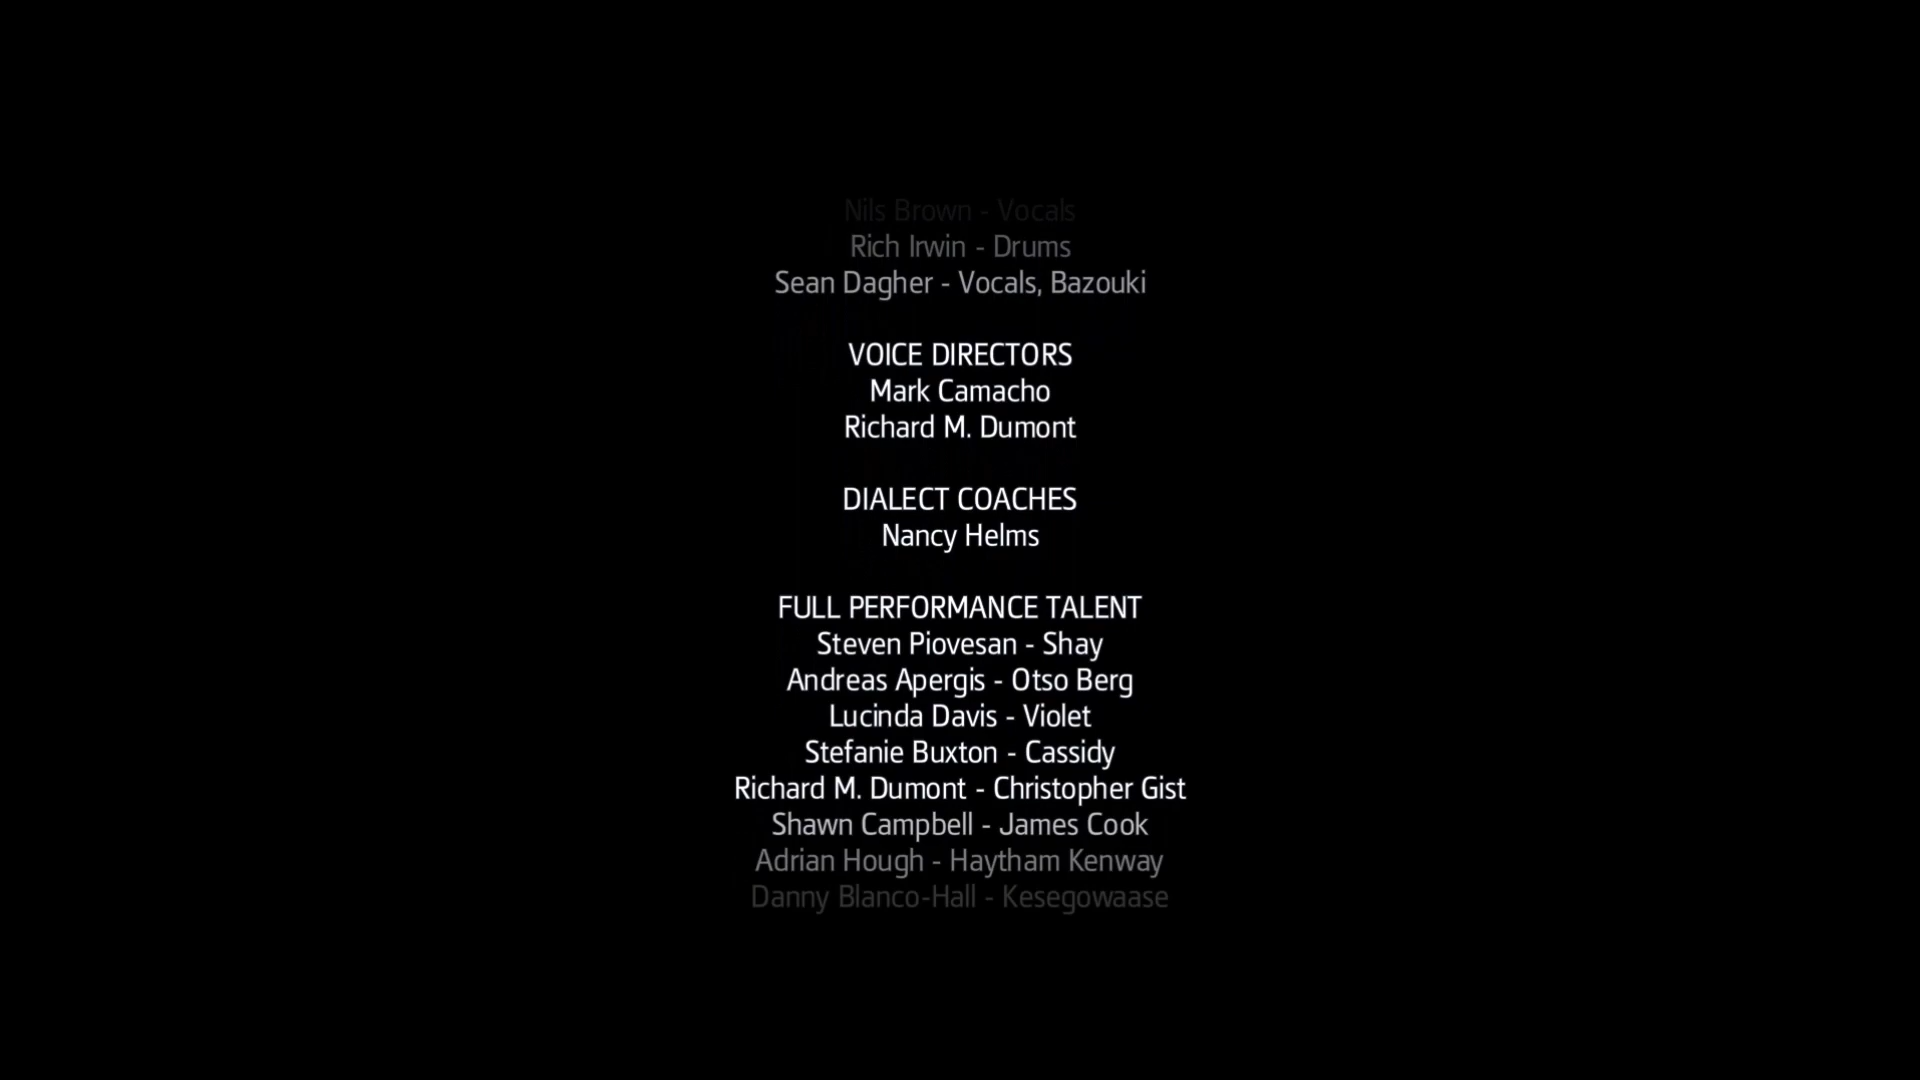 Nils Brown - Vocals
Rich Irwin - Drums
Sean Dagher - Vocals, Bazouki
VOICE DIRECTORS
Mark Camacho
Richard M. Dumont
DIALECT COACHES
Nancy Helms
FULL PERFORMANCE TALENT
Steven Piovesan - Shay
Andreas Apergis - Otso Berg
Lucinda Davis - Violet
Stefanie Buxton - Cassidy
Richard M. Dumont - Christopher Gist
Shawn Campbell - James Cook
Adrian Hough - Haytham Kenway
Danny Blanco-Hall - Kesegowaase